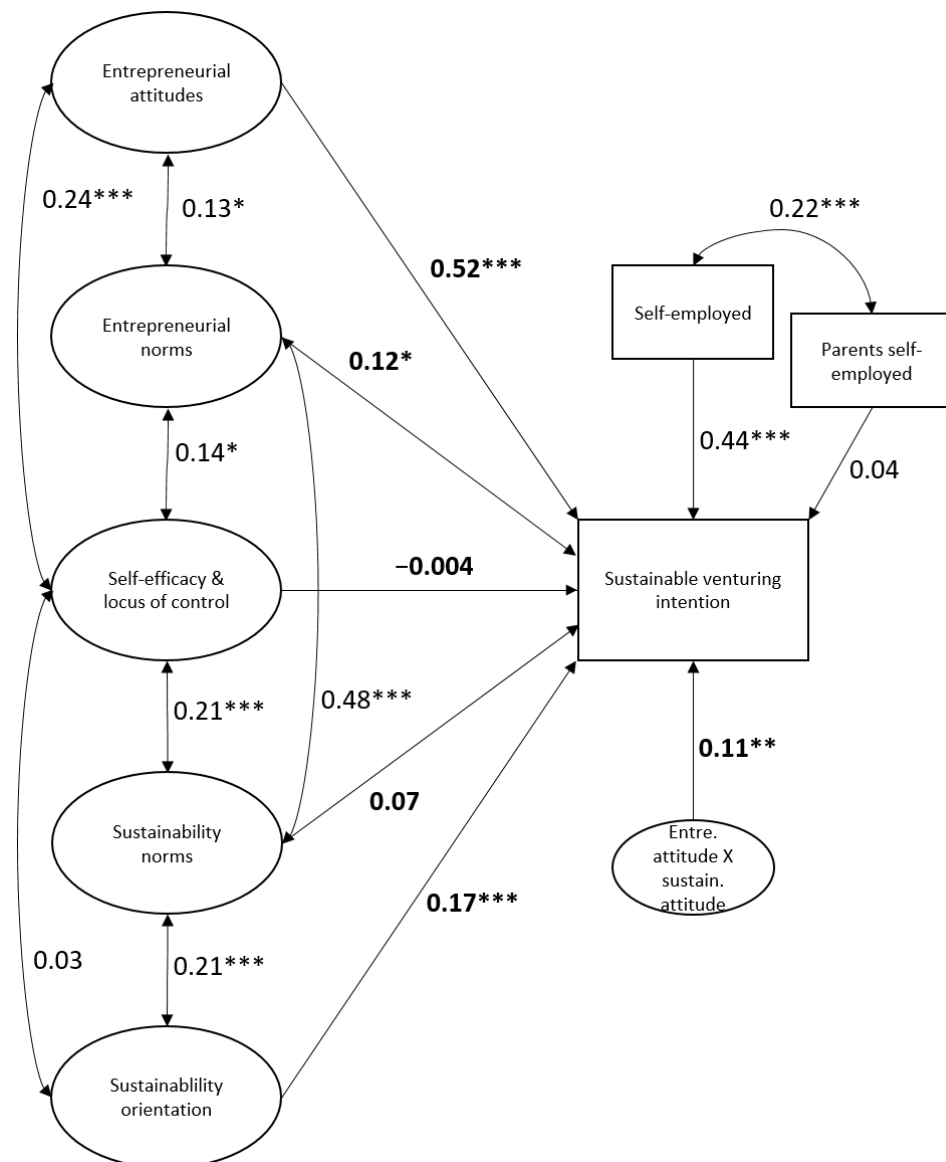 Entrepreneurial
attitudes
0.24***
0.13*
0.22***
0.52***
Self-employed
Entrepreneurial
norms
Parents self-
employed
0.12*
0.14*
0.44***
0.04
−0.004
Self-efficacy &
locus of control
Sustainable venturing
intention
0.21***
0.48***
0.11**
0.07
Sustainability
norms
Entre.
attitude X
sustain.
attitude
0.17***
0.03
0.21***
Sustainablility
orientation